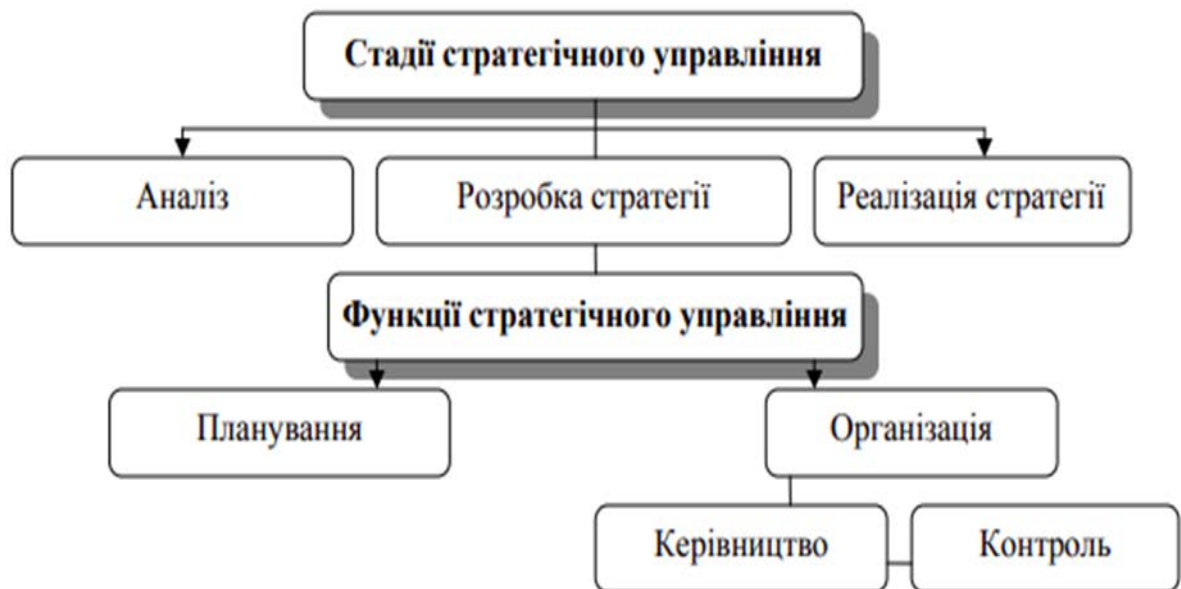 Стадії стратегічного управління
Аналіз
Розробка стратегії
Реалізація стратегії
Функції стратегічного управління
Планування
Організація
Керівництво
Контроль